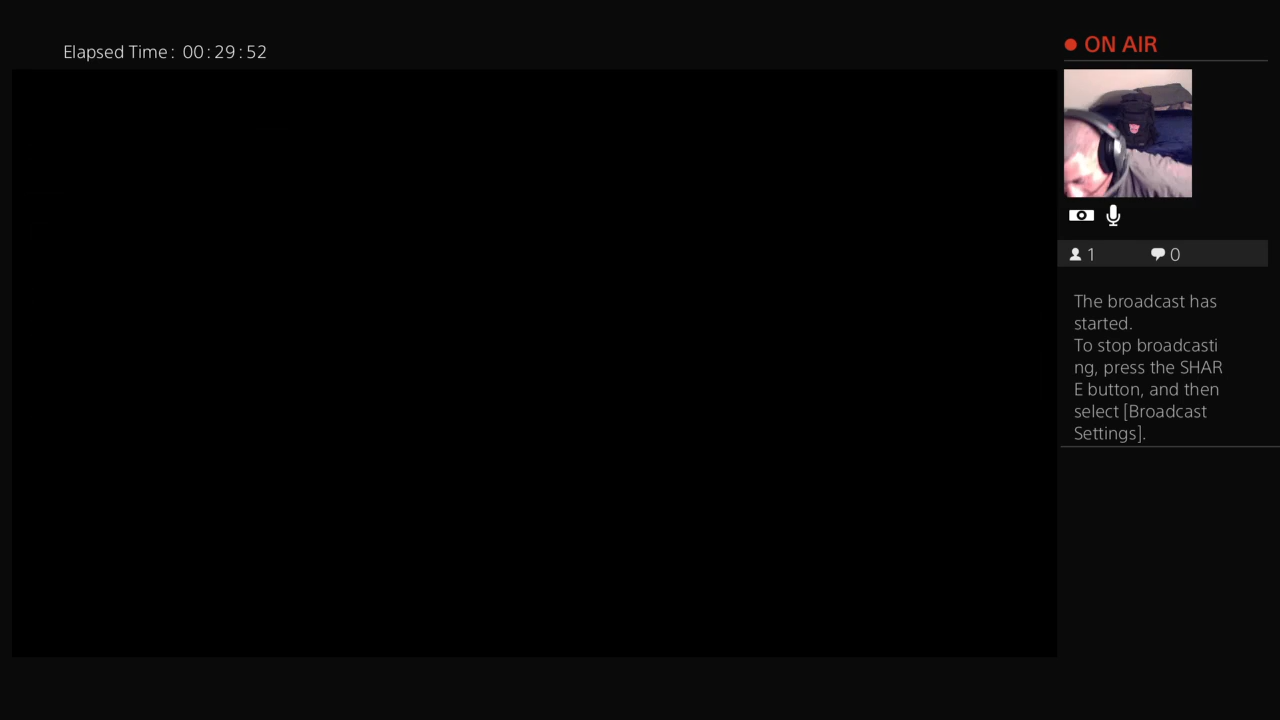 Elapsed Time: 00:29:52
ON AIR
1 0
The broadcast has
started.
To stop broadcasti
ng, press the SHAR
E button, and then
select [Broadcast
Settings].